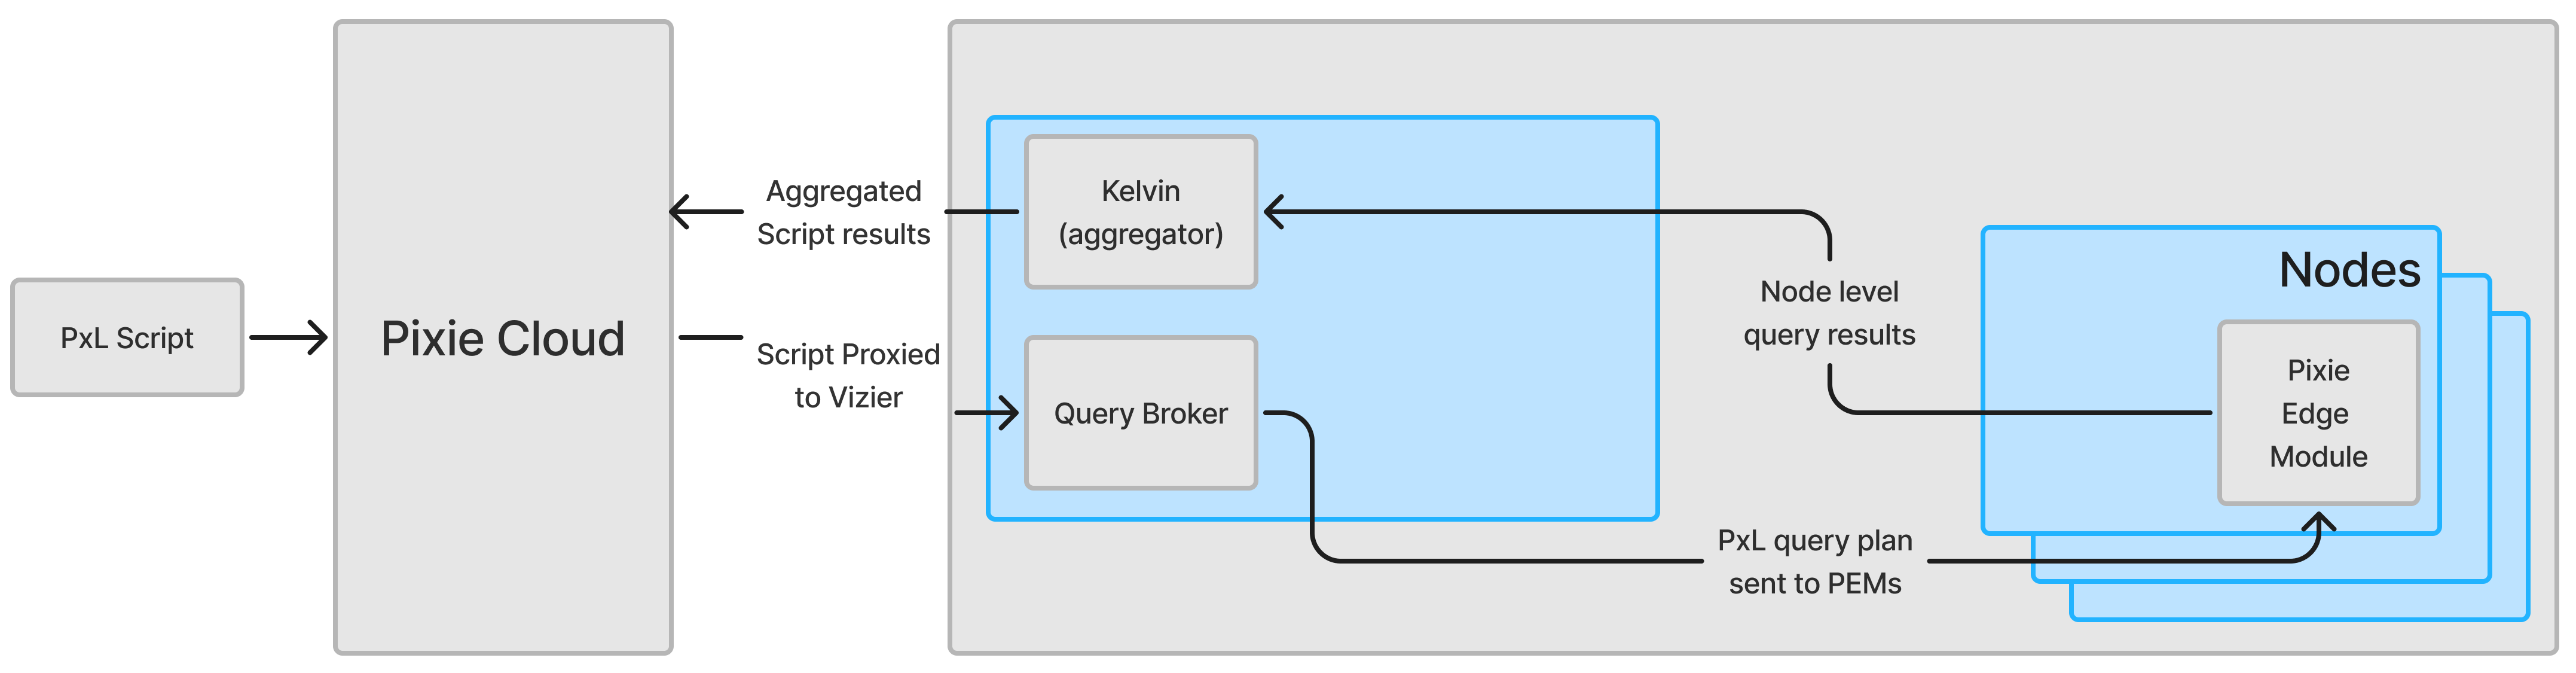 PxL Script
Pixie Cloud
Aggregated
Script results
Script Proxied
to Vizier
Kelvin
(aggregator)
Query Broker
Node level
query results
PxL query plan
sent to PEMs
Nodes
Pixie
Edge
Module